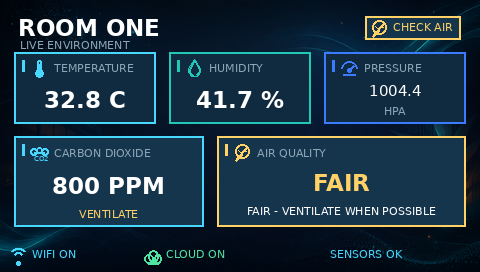 ROOM ONE
CHECK AIR
LIVE ENVIRONMENT
TEMPERATURE
32.8 C
HUMIDITY
41.7 %
PRESSURE
1004.4
HPA
CO2
CARBON DIOXIDE
800 PPM
VENTILATE
AIR QUALITY
FAIR
FAIR - VENTILATE WHEN POSSIBLE
WIFI ON
CLOUD ON
SENSORS OK